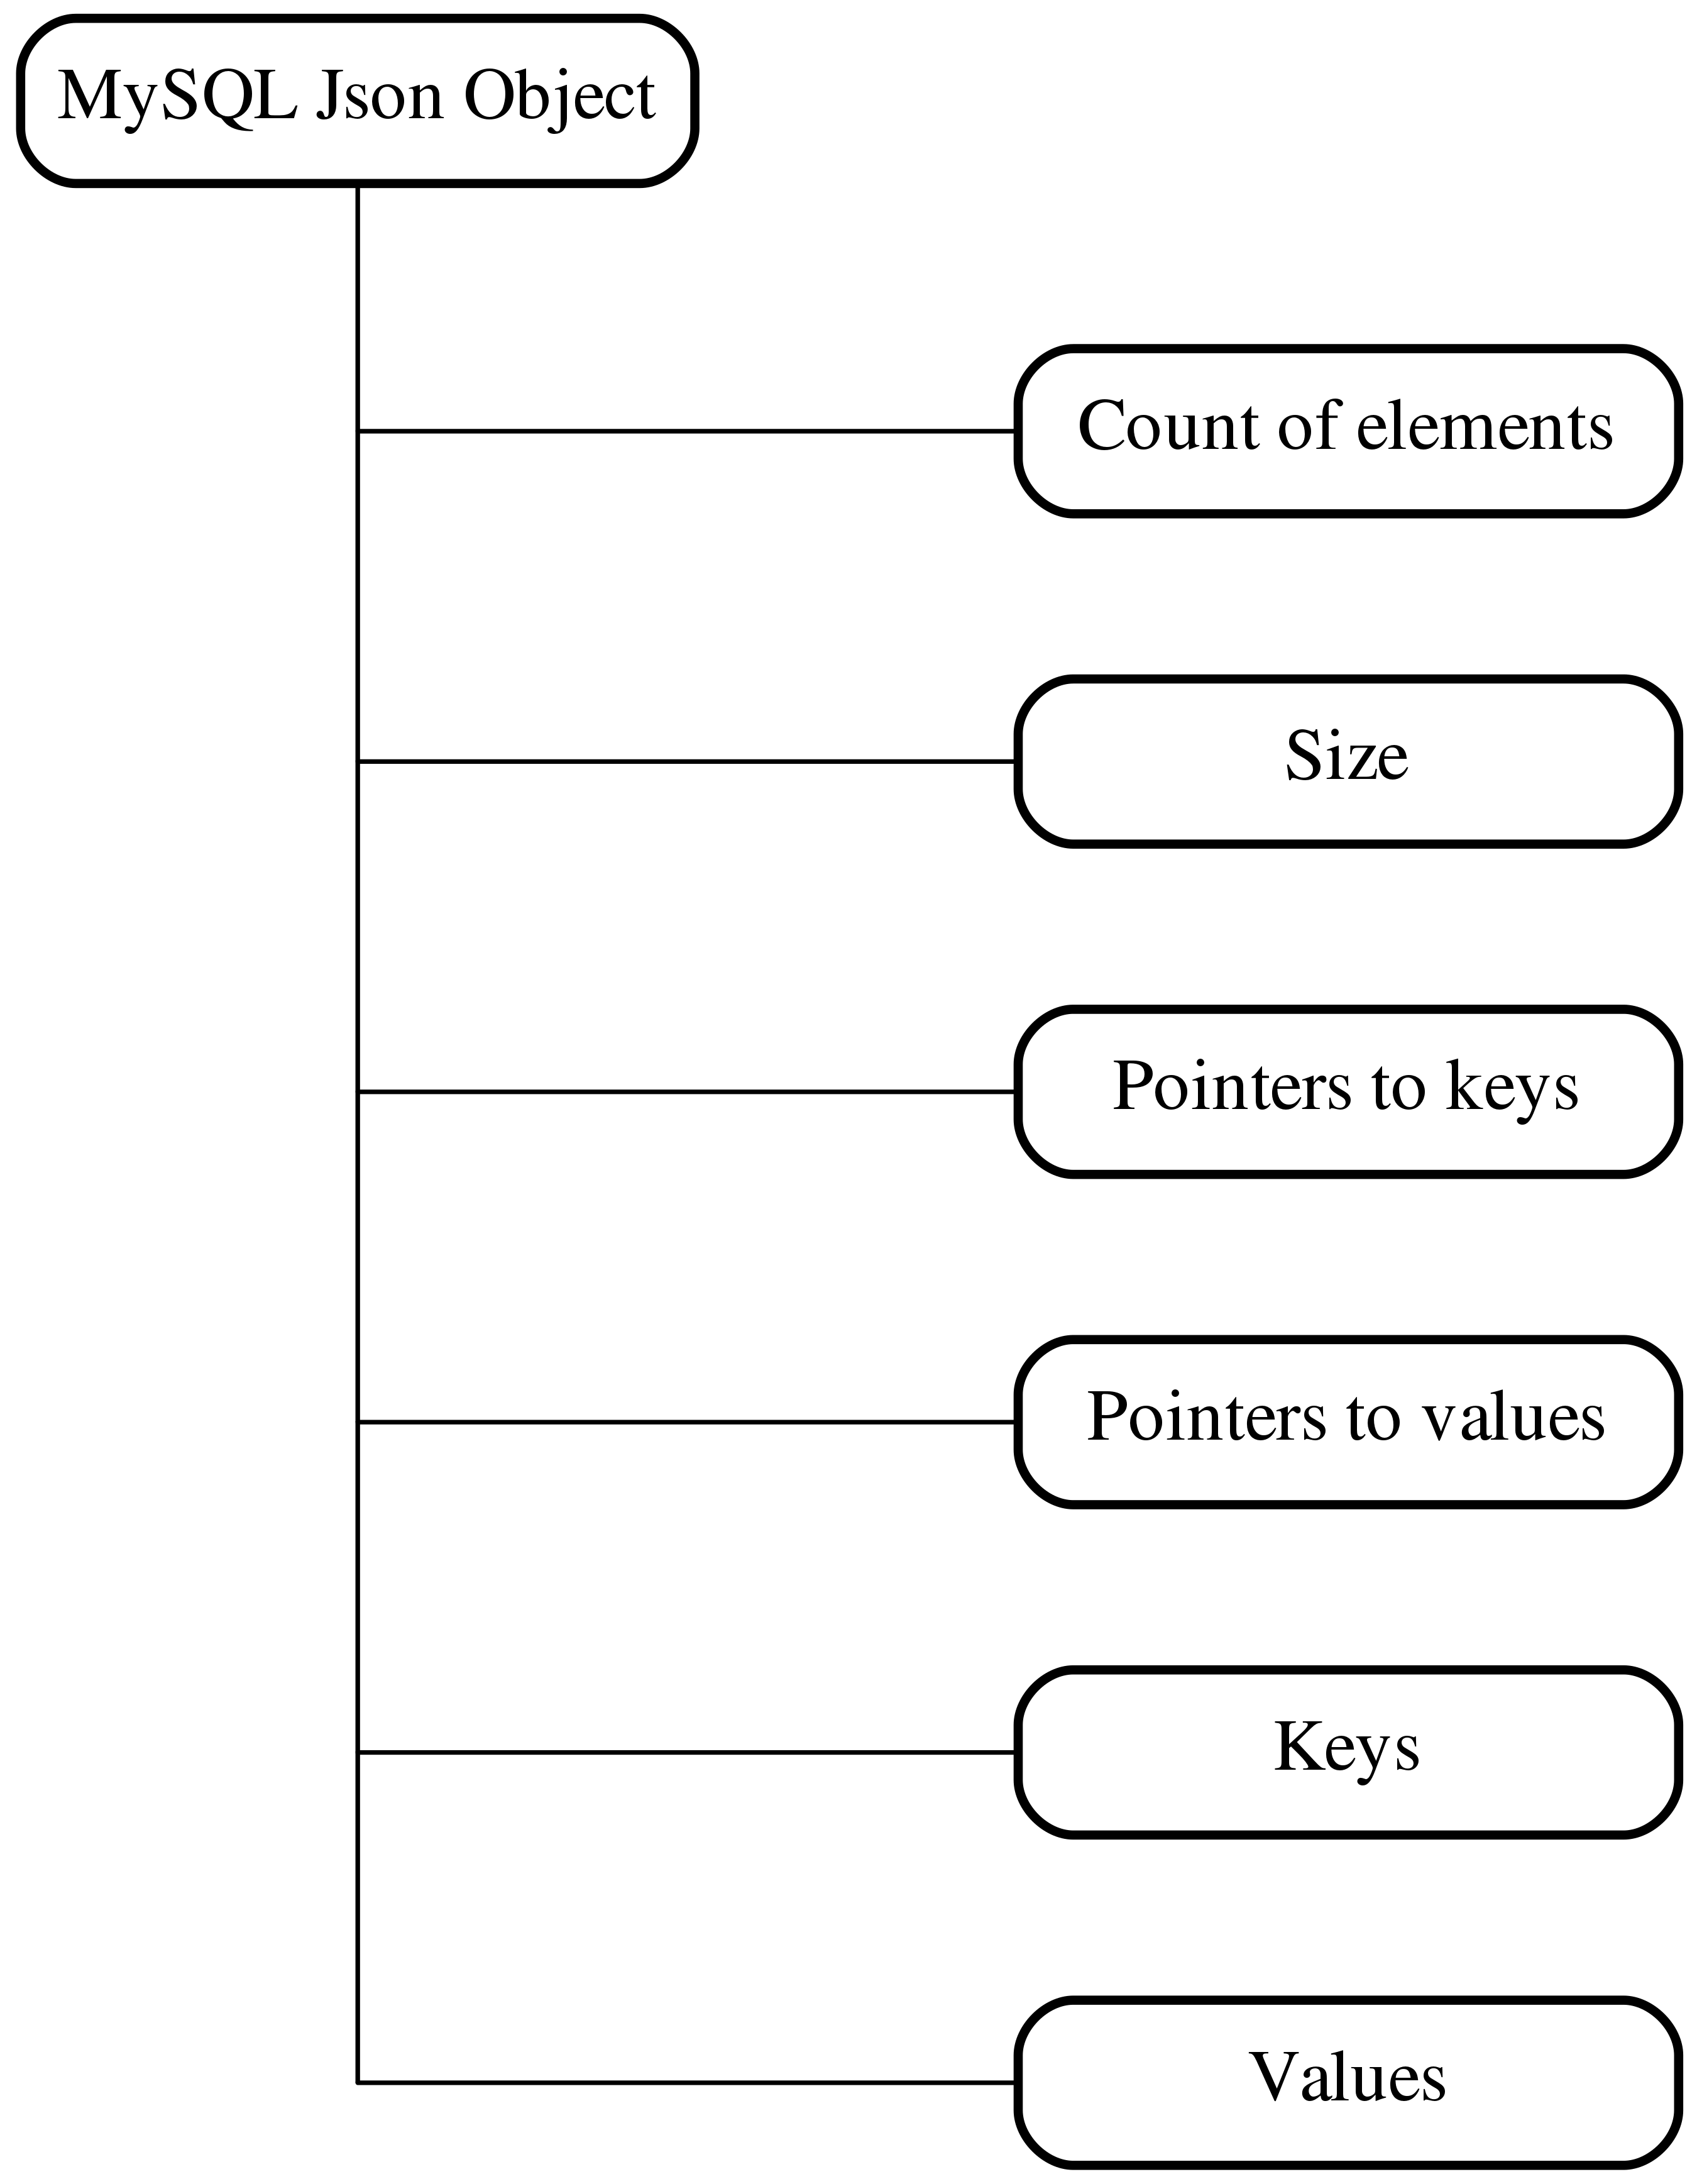 MySQL Json Object
Count of elements
Size
Pointers to keys
Pointers to values
Keys
Values